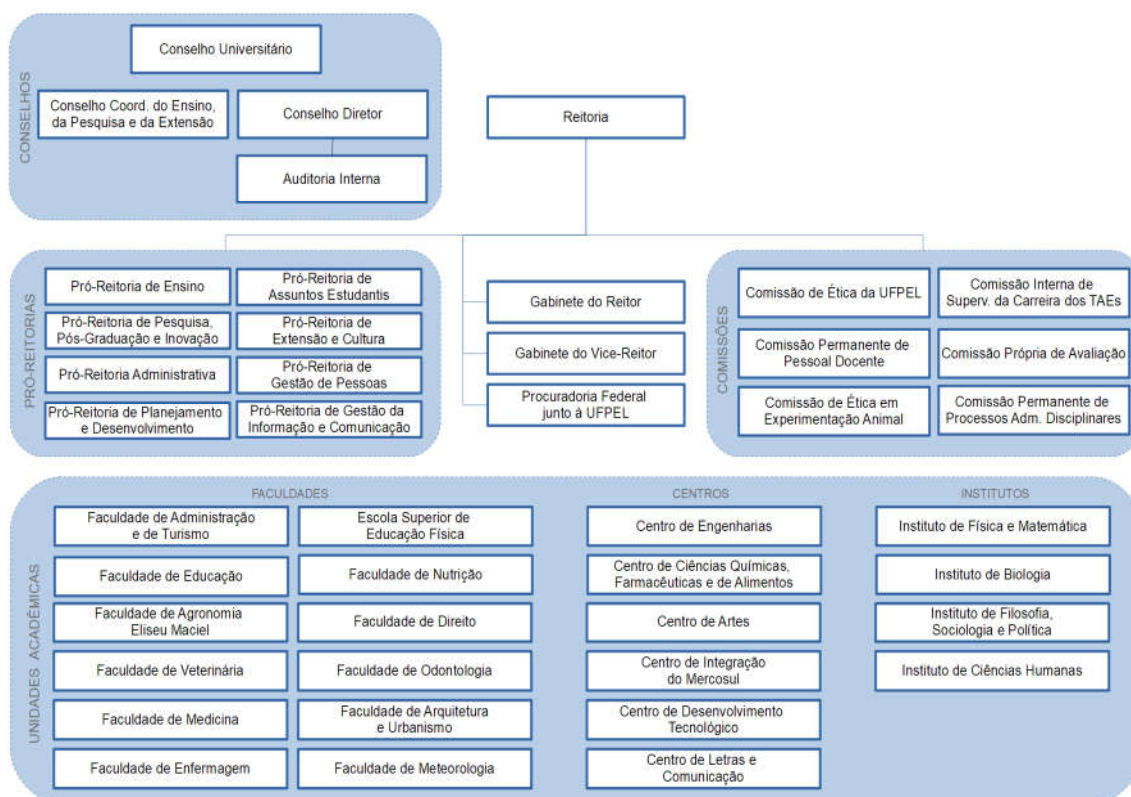 CONSELHOS
Conselho Universitário
Conselho Coord. do Ensino,
da Pesquisa e da Extensão
Conselho Diretor
Auditoria Interna
Reitoria
PRÓ-REITORIAS
Pró-Reitoria de Ensino
Pró-Reitoria de
Assuntos Estudantis
Pró-Reitoria de Pesquisa,
Pós-Graduação e Inovação
Pró-Reitoria de
Extensão e Cultura
Pró-Reitoria Administrativa
Pró-Reitoria de
Gestão de Pessoas
Pró-Reitoria de Planejamento
e Desenvolvimento
Pró-Reitoria de Gestão da
Informação e Comunicação
Gabinete do Reitor
Gabinete do Vice-Reitor
Procuradoria Federal
junto à UFPEL
COMISSÕES
Comissão de Ética da UFPEL
Comissão Interna de
Superv. da Carreira dos TAEs
Comissão Permanente de
Pessoal Docente
Comissão Própria de Avaliação
Comissão de Ética em
Experimentação Animal
Comissão Permanente de
Processos Adm. Disciplinares
UNIDADES ACADÊMICAS
FACULDADES
Faculdade de Administração
e de Turismo
Escola Superior de
Educação Física
Faculdade de Educação
Faculdade de Nutrição
Faculdade de Agronomia
Eliseu Maciel
Faculdade de Direito
Faculdade de Veterinária
Faculdade de Odontologia
Faculdade de Medicina
Faculdade de Arquitetura
e Urbanismo
Faculdade de Enfermagem
Faculdade de Meteorologia
CENTROS
Centro de Engenharias
Centro de Ciências Químicas,
Farmacêuticas e de Alimentos
Centro de Artes
Centro de Integração
do Mercosul
Centro de Desenvolvimento
Tecnológico
Centro de Letras e
Comunicação
INSTITUTOS
Instituto de Física e Matemática
Instituto de Biologia
Instituto de Filosofia,
Sociologia e Política
Instituto de Ciências Humanas